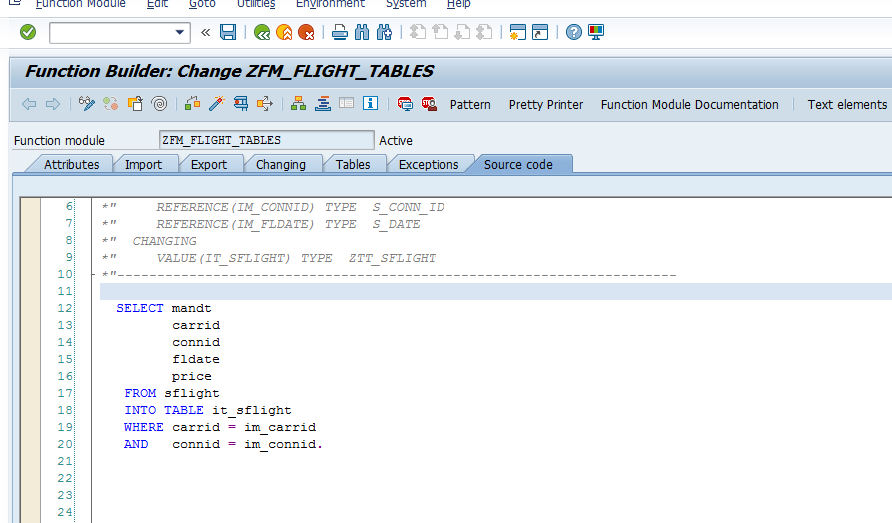 Function Module Edit Goto Utilities Environment System Help
Function Builder: Change ZFM_FLIGHT_TABLES
Pattern Pretty Printer Function Module Documentation Text elements
Function module ZFM_FLIGHT_TABLES Active
Attributes Import Export Changing Tables Exceptions Source code
6 *" REFERENCE(IM_CONNID) TYPE S_CONN_ID
7 *" REFERENCE(IM_FLDATE) TYPE S_DATE
8 *" CHANGING
9 *" VALUE(IT_SFLIGHT) TYPE ZTT_SFLIGHT
10 *"----------------------------------------------------------------------
11
12 SELECT mandt
13 carrid
14 connid
15 fldate
16 price
17 FROM sflight
18 INTO TABLE it_sflight
19 WHERE carrid = im_carrid
20 AND connid = im_connid.
21
22
23
24